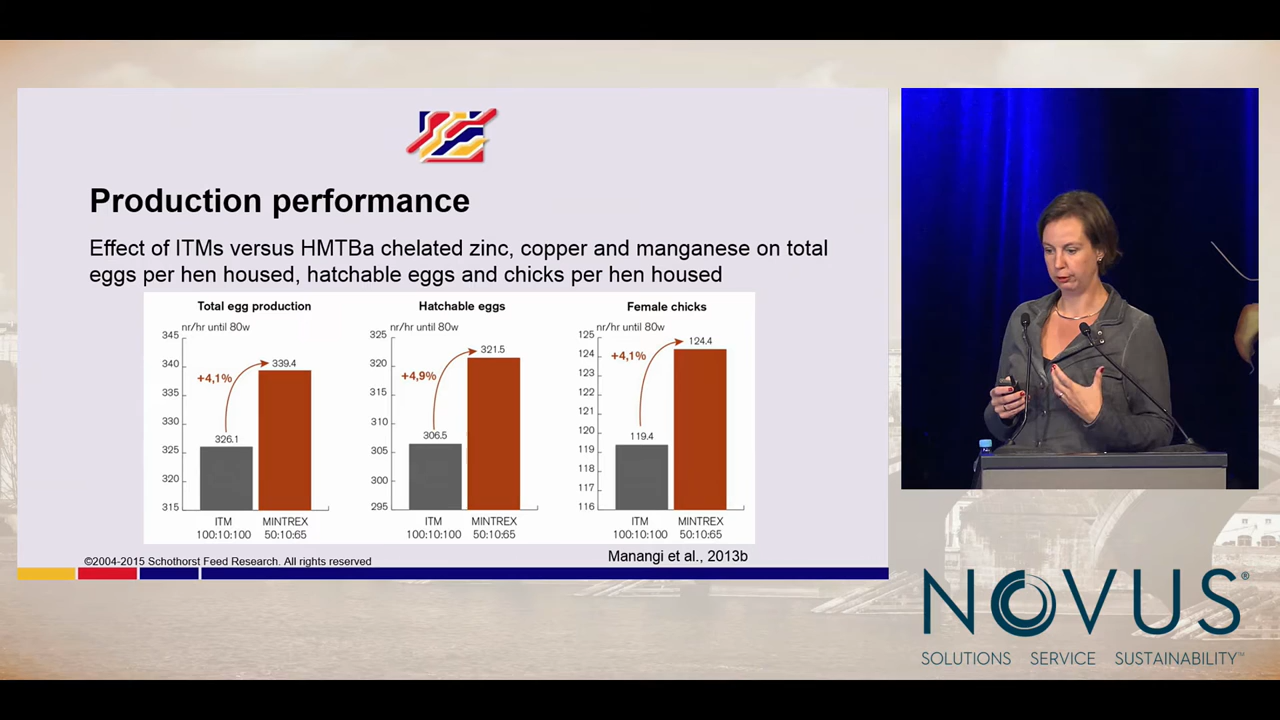 Production performance
Effect of ITMs versus HMTBa chelated zinc, copper and manganese on total
eggs per hen housed, hatchable eggs and chicks per hen housed
Total egg production
nr/hr until 80w
345
340
335
330
325
320
315
+4,1%
326.1
339.4
ITM
100:10:100
MINTREX
50:10:65
Hatchable eggs
nr/hr until 80w
325
320
315
310
305
300
295
+4,9%
306.5
321.5
ITM
100:10:100
MINTREX
50:10:65
Female chicks
nr/hr until 80w
125
124
123
122
121
120
119
118
117
116
+4,1%
119.4
124.4
ITM
100:10:100
MINTREX
50:10:65
Manangi et al., 2013b
©2004-2015 Schothorst Feed Research. All rights reserved
NOVUS®
SOLUTIONS SERVICE SUSTAINABILITY™